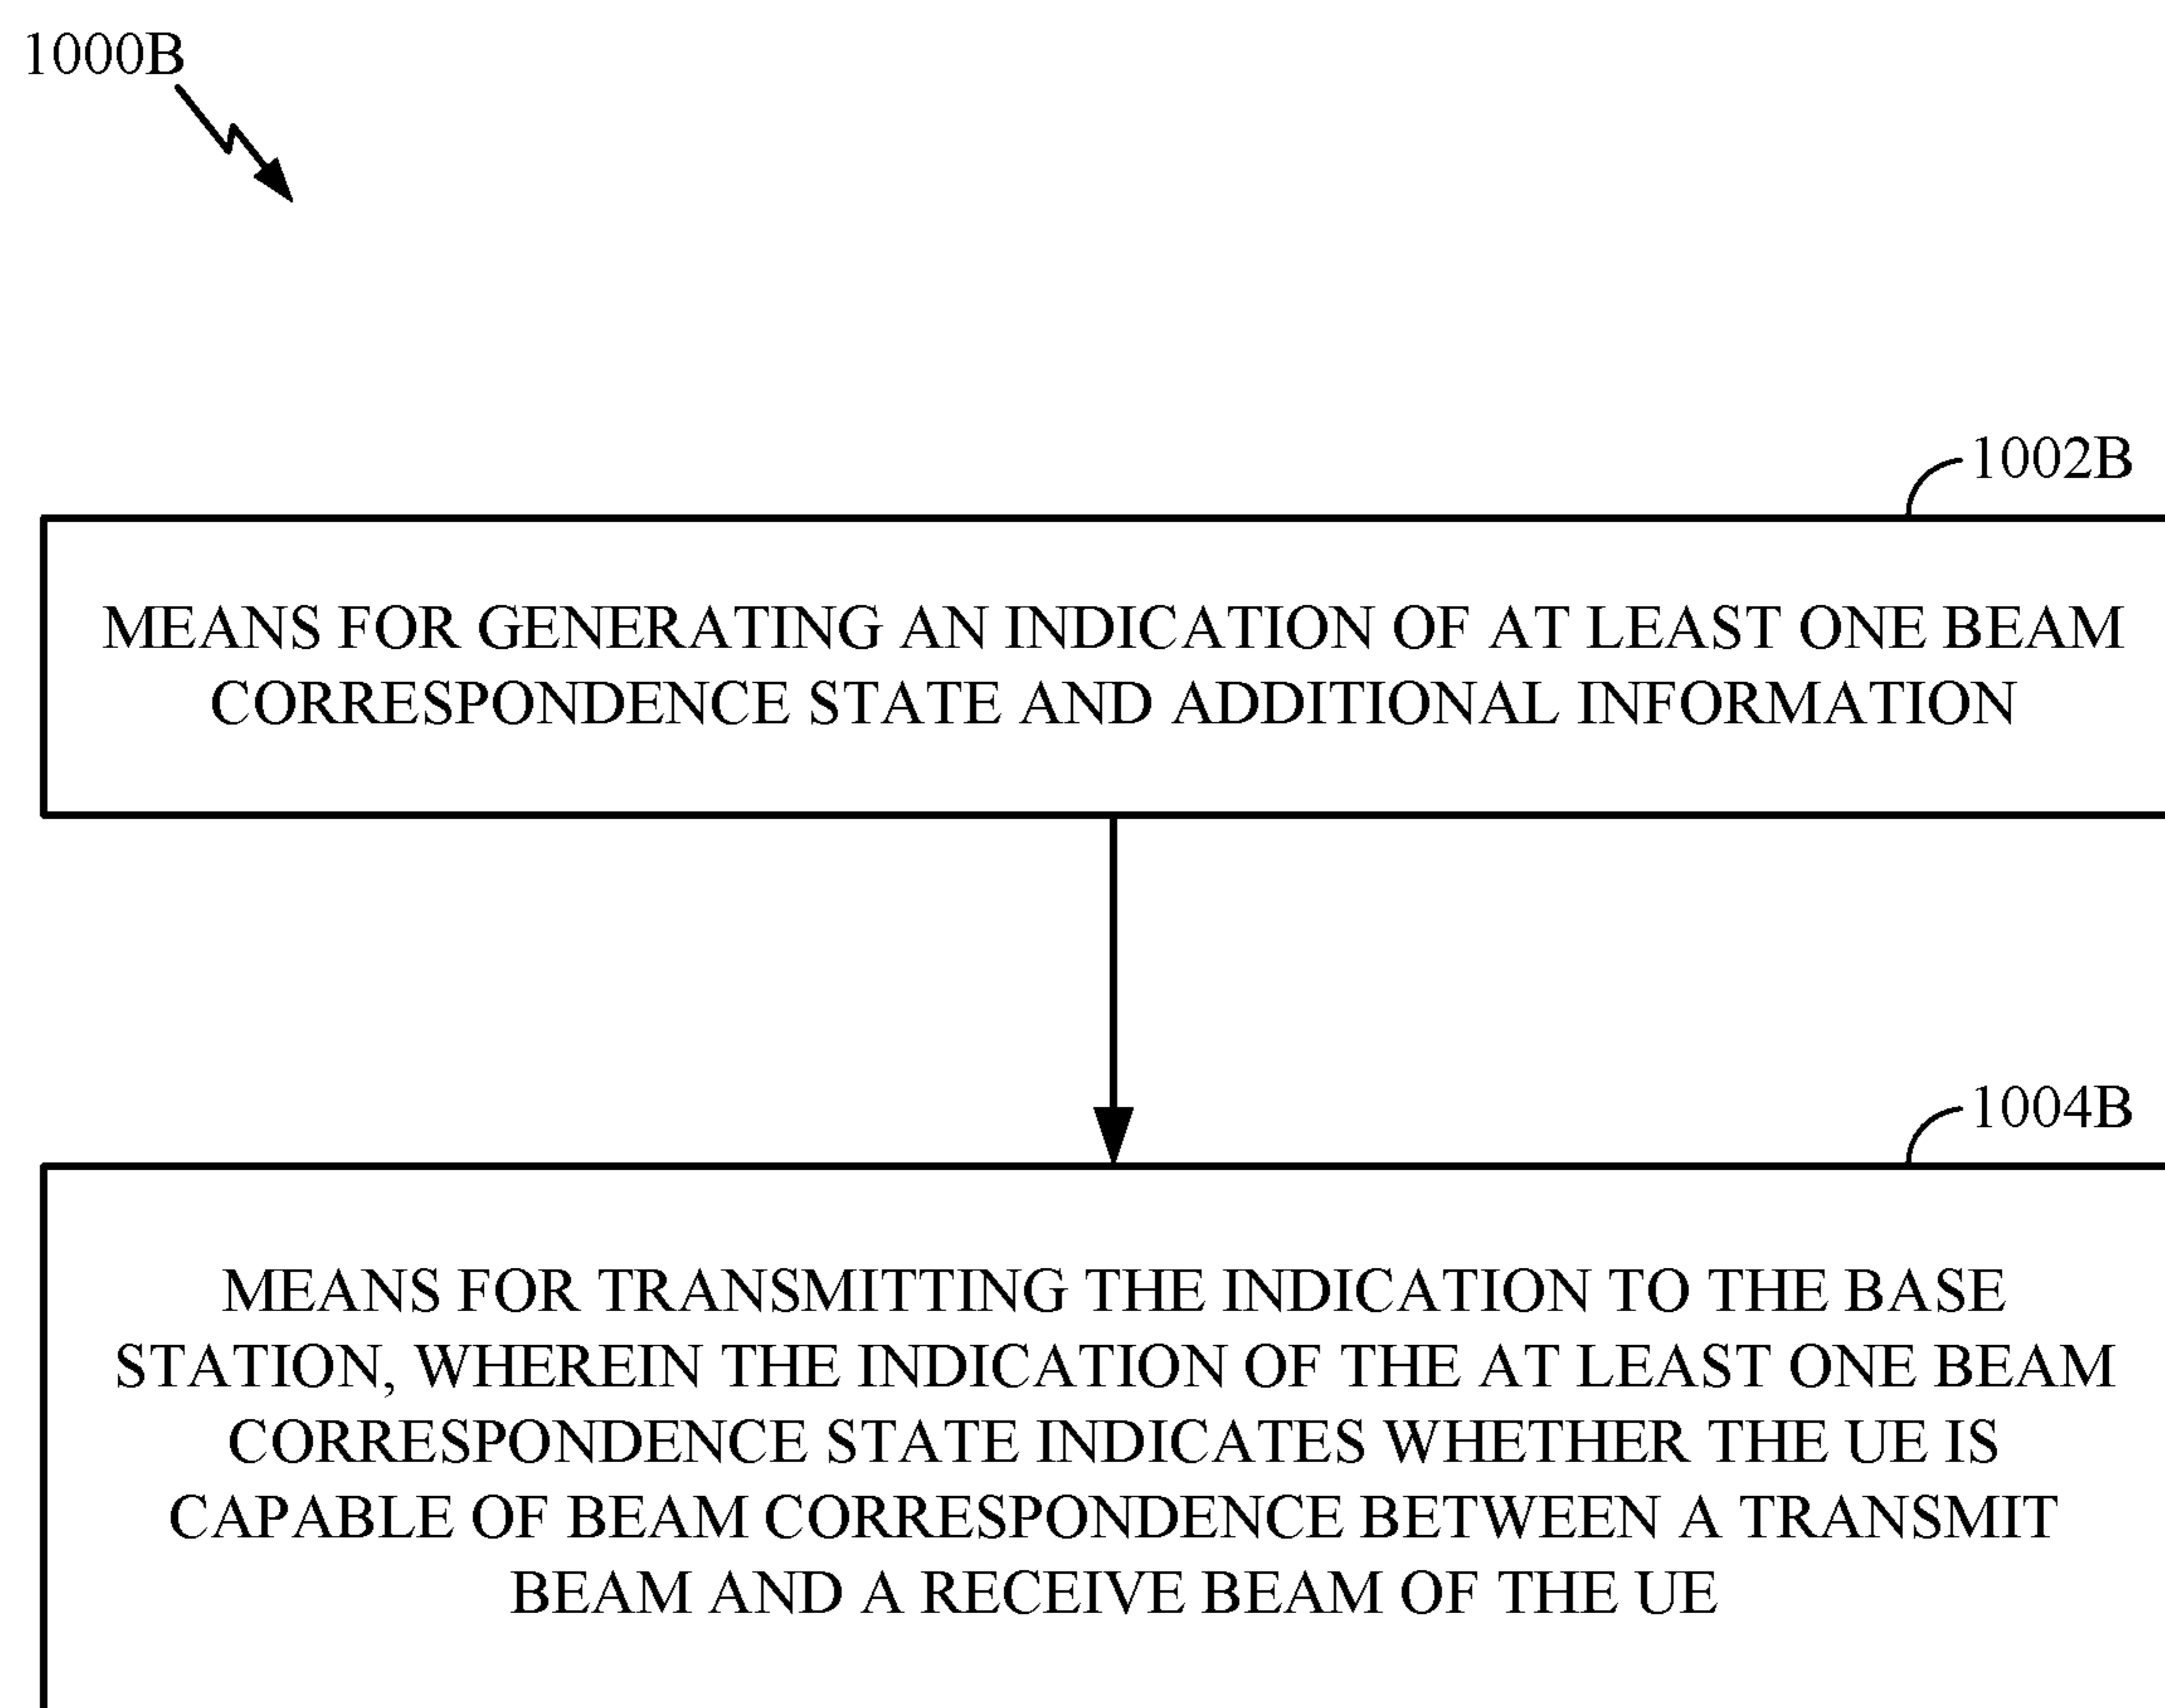 1000B
1002B
MEANS FOR GENERATING AN INDICATION OF AT LEAST ONE BEAM
CORRESPONDENCE STATE AND ADDITIONAL INFORMATION
1004B
MEANS FOR TRANSMITTING THE INDICATION TO THE BASE
STATION, WHEREIN THE INDICATION OF THE AT LEAST ONE BEAM
CORRESPONDENCE STATE INDICATES WHETHER THE UE IS
CAPABLE OF BEAM CORRESPONDENCE BETWEEN A TRANSMIT
BEAM AND A RECEIVE BEAM OF THE UE